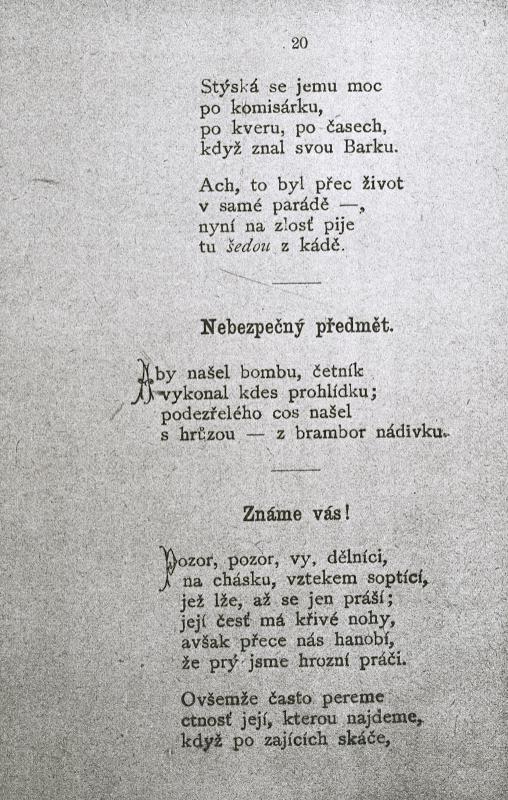 20
Stýská se jemu moc
po komisárku,
po kveru, po časech,
když znal svou Barku.
Ach, to byl přec život
v samé parádě —,
nyní na zlosť pije
tu šedou z kádě.
Nebezpečný předmět.
Aby našel bombu, četník
vykonal kdes prohlídku;
podezřelého cos našel
s hrůzou — z brambor nádivku.
Známe vás!
Pozor, pozor, vy, dělníci,
na chásku, vztekem soptící,
jež lže, až se jen práší;
její česť má křivé nohy,
avšak přece nás hanobí,
že prý jsme hrozní práči.
Ovšemže často pereme
ctnosť její, kterou najdeme,
když po zajících skáče,